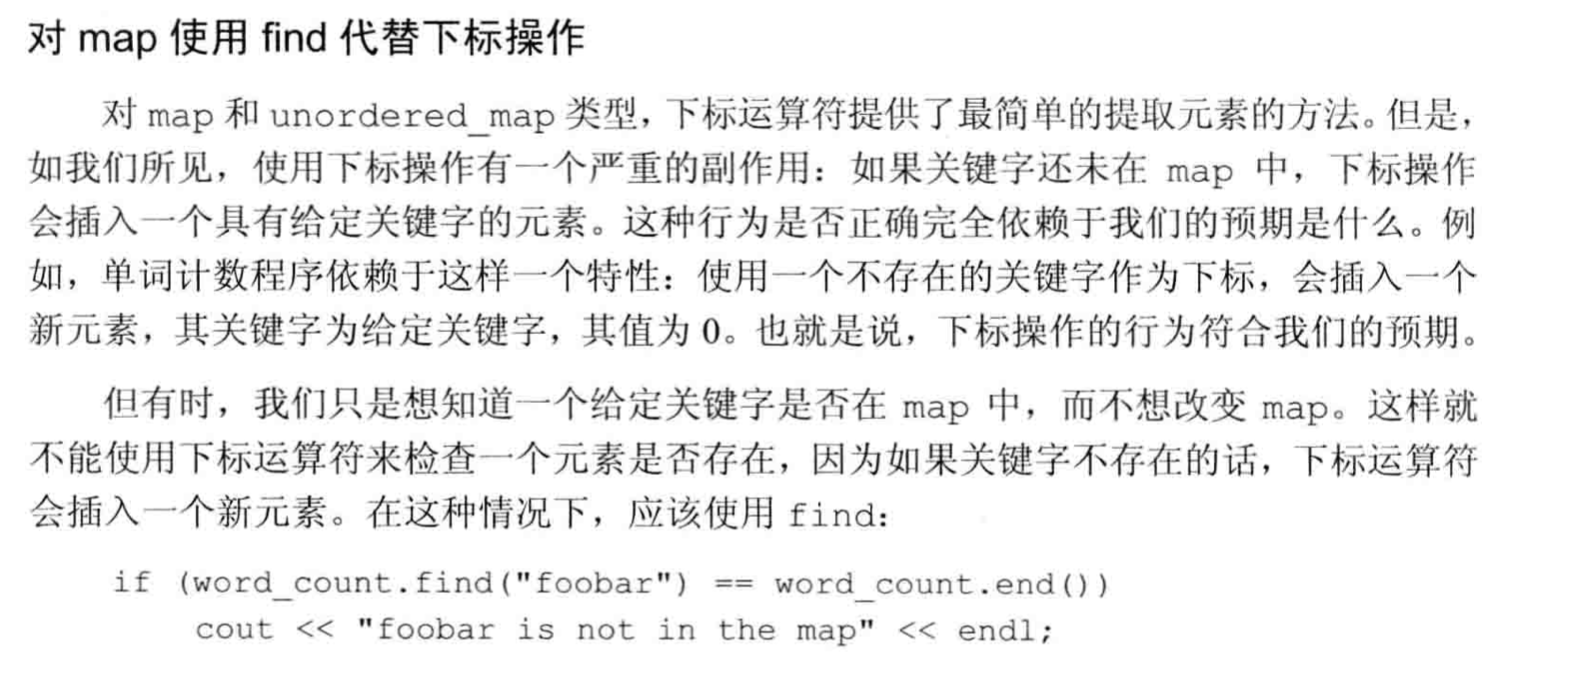 对 map 使用 find 代替下标操作
对 map 和 unordered_map 类型，下标运算符提供了最简单的提取元素的方法。但是，
如我们所见，使用下标操作有一个严重的副作用：如果关键字还未在 map 中，下标操作
会插入一个具有给定关键字的元素。这种行为是否正确完全依赖于我们的预期是什么。例
如，单词计数程序依赖于这样一个特性：使用一个不存在的关键字作为下标，会插入一个
新元素，其关键字为给定关键字，其值为 0。也就是说，下标操作的行为符合我们的预期。
但有时，我们只是想知道一个给定关键字是否在 map 中，而不想改变 map。这样就
不能使用下标运算符来检查一个元素是否存在，因为如果关键字不存在的话，下标运算符
会插入一个新元素。在这种情况下，应该使用 find：
if (word_count.find("foobar") == word_count.end())
cout << "foobar is not in the map" << endl;